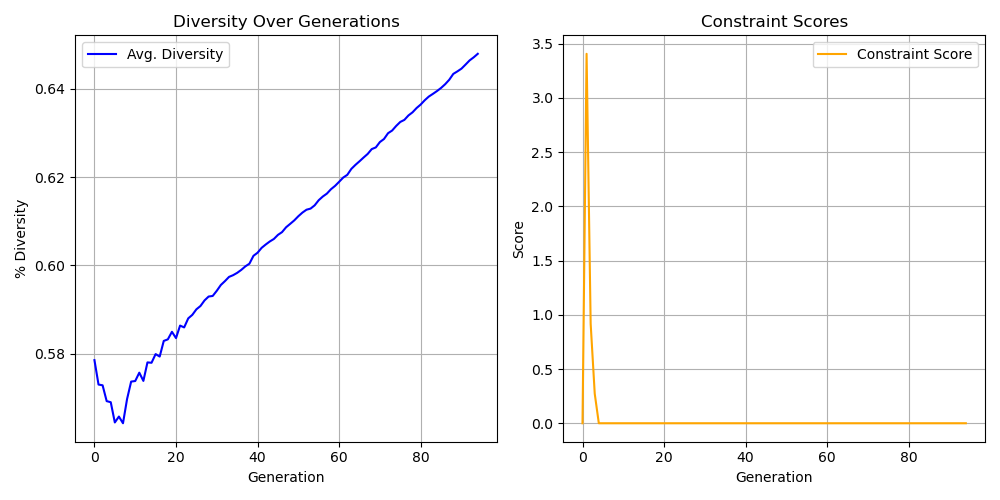 Diversity Over Generations
Avg. Diversity
% Diversity
0.64
0.62
0.60
0.58
0 20 40 60 80
Generation
Constraint Scores
Constraint Score
Score
3.5
3.0
2.5
2.0
1.5
1.0
0.5
0.0
0 20 40 60 80
Generation